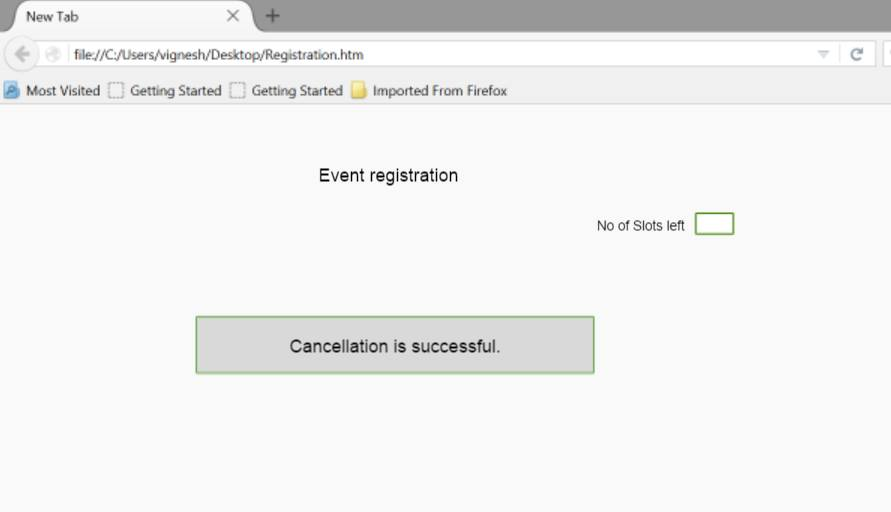 New Tab
file://C:/Users/vignesh/Desktop/Registration.htm
Most Visited Getting Started Getting Started Imported From Firefox
Event registration
No of Slots left
Cancellation is successful.